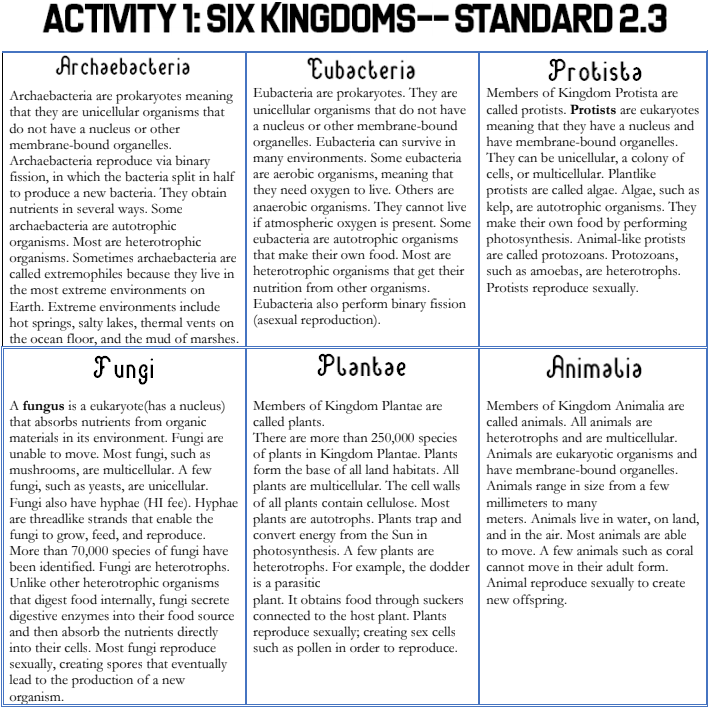 ACTIVITY 1: SIX KINGDOMS-- STANDARD 2.3
Archaebacteria
Archaebacteria are prokaryotes meaning
that they are unicellular organisms that
do not have a nucleus or other
membrane-bound organelles.
Archaebacteria reproduce via binary
fission, in which the bacteria split in half
to produce a new bacteria. They obtain
nutrients in several ways. Some
archaebacteria are autotrophic
organisms. Most are heterotrophic
organisms. Sometimes archaebacteria are
called extremophiles because they live in
the most extreme environments on
Earth. Extreme environments include
hot springs, salty lakes, thermal vents on
the ocean floor, and the mud of marshes.
Eubacteria
Eubacteria are prokaryotes. They are
unicellular organisms that do not have
a nucleus or other membrane-bound
organelles. Eubacteria can survive in
many environments. Some eubacteria
are aerobic organisms, meaning that
they need oxygen to live. Others are
anaerobic organisms. They cannot live
if atmospheric oxygen is present. Some
eubacteria are autotrophic organisms
that make their own food. Most are
heterotrophic organisms that get their
nutrition from other organisms.
Eubacteria also perform binary fission
(asexual reproduction).
Protista
Members of Kingdom Protista are
called protists. Protists are eukaryotes
meaning that they have a nucleus and
have membrane-bound organelles.
They can be unicellular, a colony of
cells, or multicellular. Plantlike
protists are called algae. Algae, such as
kelp, are autotrophic organisms. They
make their own food by performing
photosynthesis. Animal-like protists
are called protozoans. Protozoans,
such as amoebas, are heterotrophs.
Protists reproduce sexually.
Fungi
A fungus is a eukaryote(has a nucleus)
that absorbs nutrients from organic
materials in its environment. Fungi are
unable to move. Most fungi, such as
mushrooms, are multicellular. A few
fungi, such as yeasts, are unicellular.
Fungi also have hyphae (HI fee). Hyphae
are threadlike strands that enable the
fungi to grow, feed, and reproduce.
More than 70,000 species of fungi have
been identified. Fungi are heterotrophs.
Unlike other heterotrophic organisms
that digest food internally, fungi secrete
digestive enzymes into their food source
and then absorb the nutrients directly
into their cells. Most fungi reproduce
sexually, creating spores that eventually
lead to the production of a new
organism.
Plantae
Members of Kingdom Plantae are
called plants.
There are more than 250,000 species
of plants in Kingdom Plantae. Plants
form the base of all land habitats. All
plants are multicellular. The cell walls
of all plants contain cellulose. Most
plants are autotrophs. Plants trap and
convert energy from the Sun in
photosynthesis. A few plants are
heterotrophs. For example, the dodder
is a parasitic
plant. It obtains food through suckers
connected to the host plant. Plants
reproduce sexually; creating sex cells
such as pollen in order to reproduce.
Animalia
Members of Kingdom Animalia are
called animals. All animals are
heterotrophs and are multicellular.
Animals are eukaryotic organisms and
have membrane-bound organelles.
Animals range in size from a few
millimeters to many
meters. Animals live in water, on land,
and in the air. Most animals are able
to move. A few animals such as coral
cannot move in their adult form.
Animal reproduce sexually to create
new offspring.